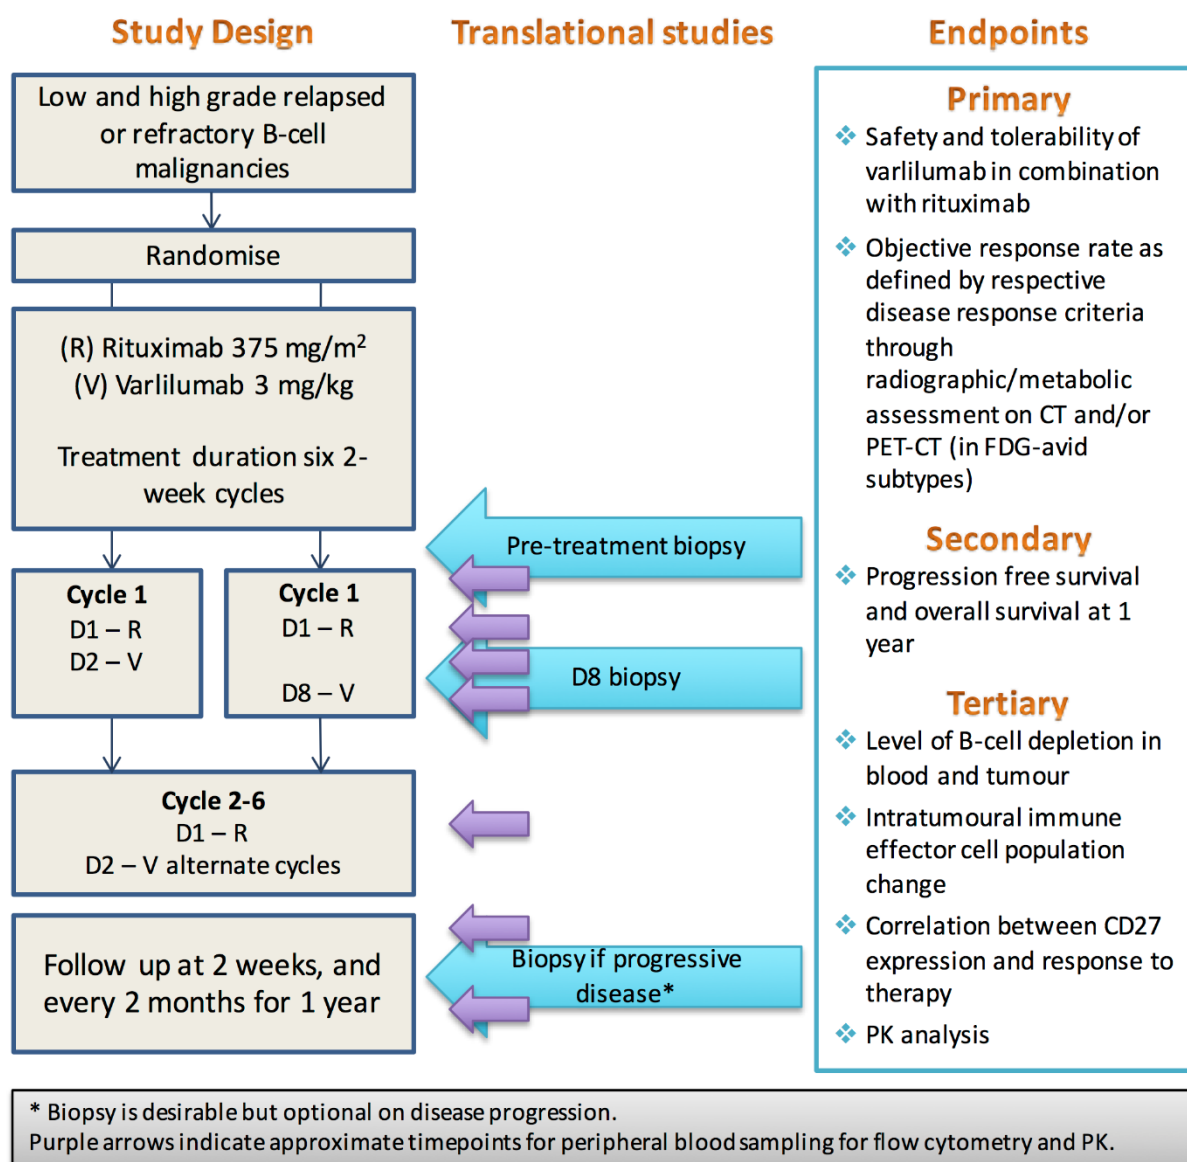 Study Design
Low and high grade relapsed
or refractory B-cell
malignancies
Randomise
(R) Rituximab 375 mg/m²
(V) Varlilumab 3 mg/kg
Treatment duration six 2-
week cycles
Cycle 1
D1 – R
D2 – V
Cycle 1
D1 – R
D8 – V
Cycle 2-6
D1 – R
D2 – V alternate cycles
Follow up at 2 weeks, and
every 2 months for 1 year
Translational studies
Pre-treatment biopsy
D8 biopsy
Biopsy if progressive
disease*
Endpoints
Primary
Safety and tolerability of
varlilumab in combination
with rituximab
Objective response rate as
defined by respective
disease response criteria
through
radiographic/metabolic
assessment on CT and/or
PET-CT (in FDG-avid
subtypes)
Secondary
Progression free survival
and overall survival at 1
year
Tertiary
Level of B-cell depletion in
blood and tumour
Intratumoural immune
effector cell population
change
Correlation between CD27
expression and response to
therapy
PK analysis
* Biopsy is desirable but optional on disease progression.
Purple arrows indicate approximate timepoints for peripheral blood sampling for flow cytometry and PK.